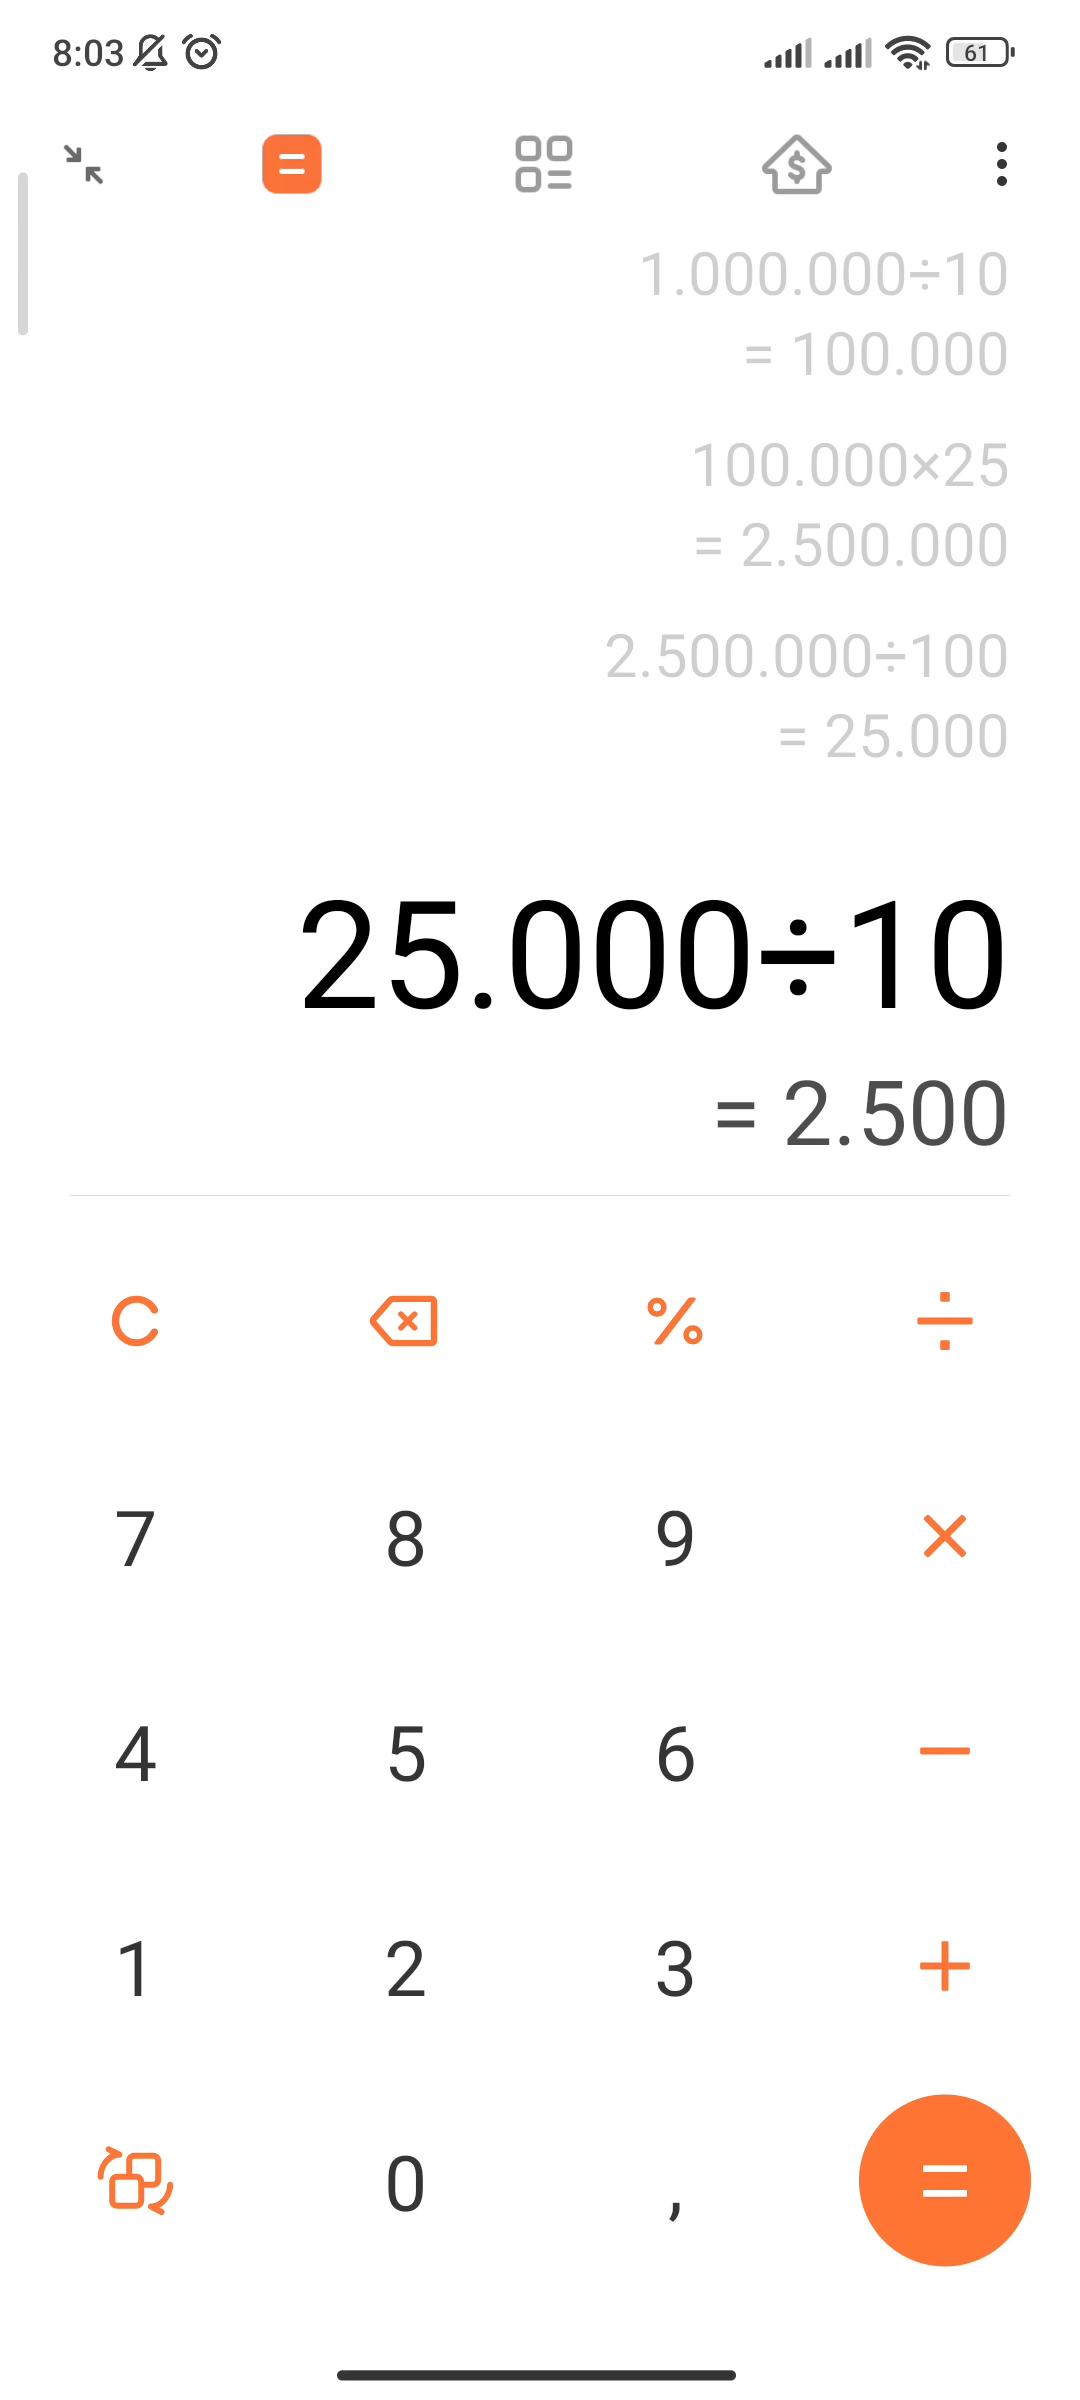 8:03 61
1.000.000÷10
= 100.000
100.000×25
= 2.500.000
2.500.000÷100
= 25.000
25.000÷10
= 2.500
C % ÷
7 8 9 ×
4 5 6 −
1 2 3 +
0 , =